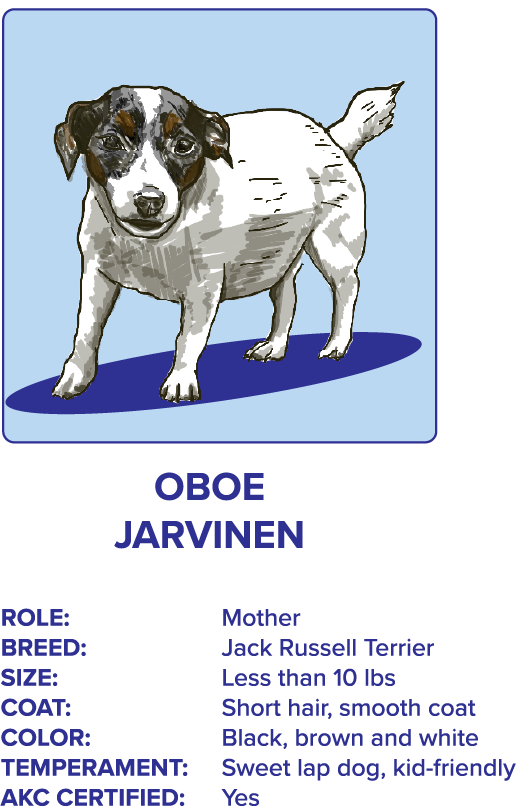 OBOE
JARVINEN
ROLE: Mother
BREED: Jack Russell Terrier
SIZE: Less than 10 lbs
COAT: Short hair, smooth coat
COLOR: Black, brown and white
TEMPERAMENT: Sweet lap dog, kid-friendly
AKC CERTIFIED: Yes